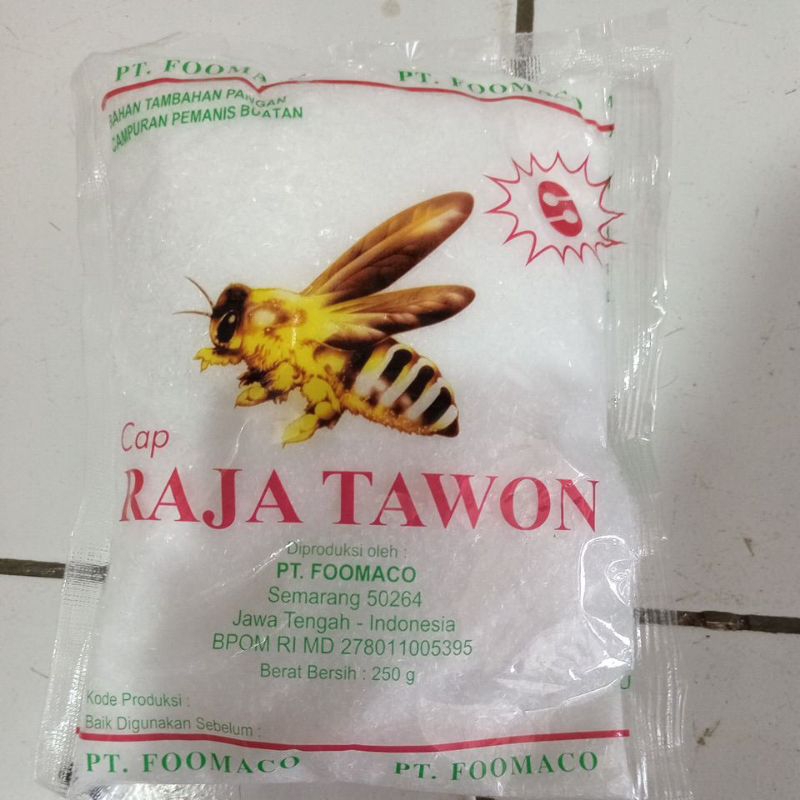 PT. FOOMA
PT. FOOMACO
BAHAN TAMBAHAN PANGAN
CAMPURAN PEMANIS BUATAN
Cap
RAJA TAWON
Diproduksi oleh :
PT. FOOMACO
Semarang 50264
Jawa Tengah - Indonesia
BPOM RI MD 278011005395
Berat Bersih : 250 g
Kode Produksi :
Baik Digunakan Sebelum :
PT. FOOMACO
PT. FOOMACO